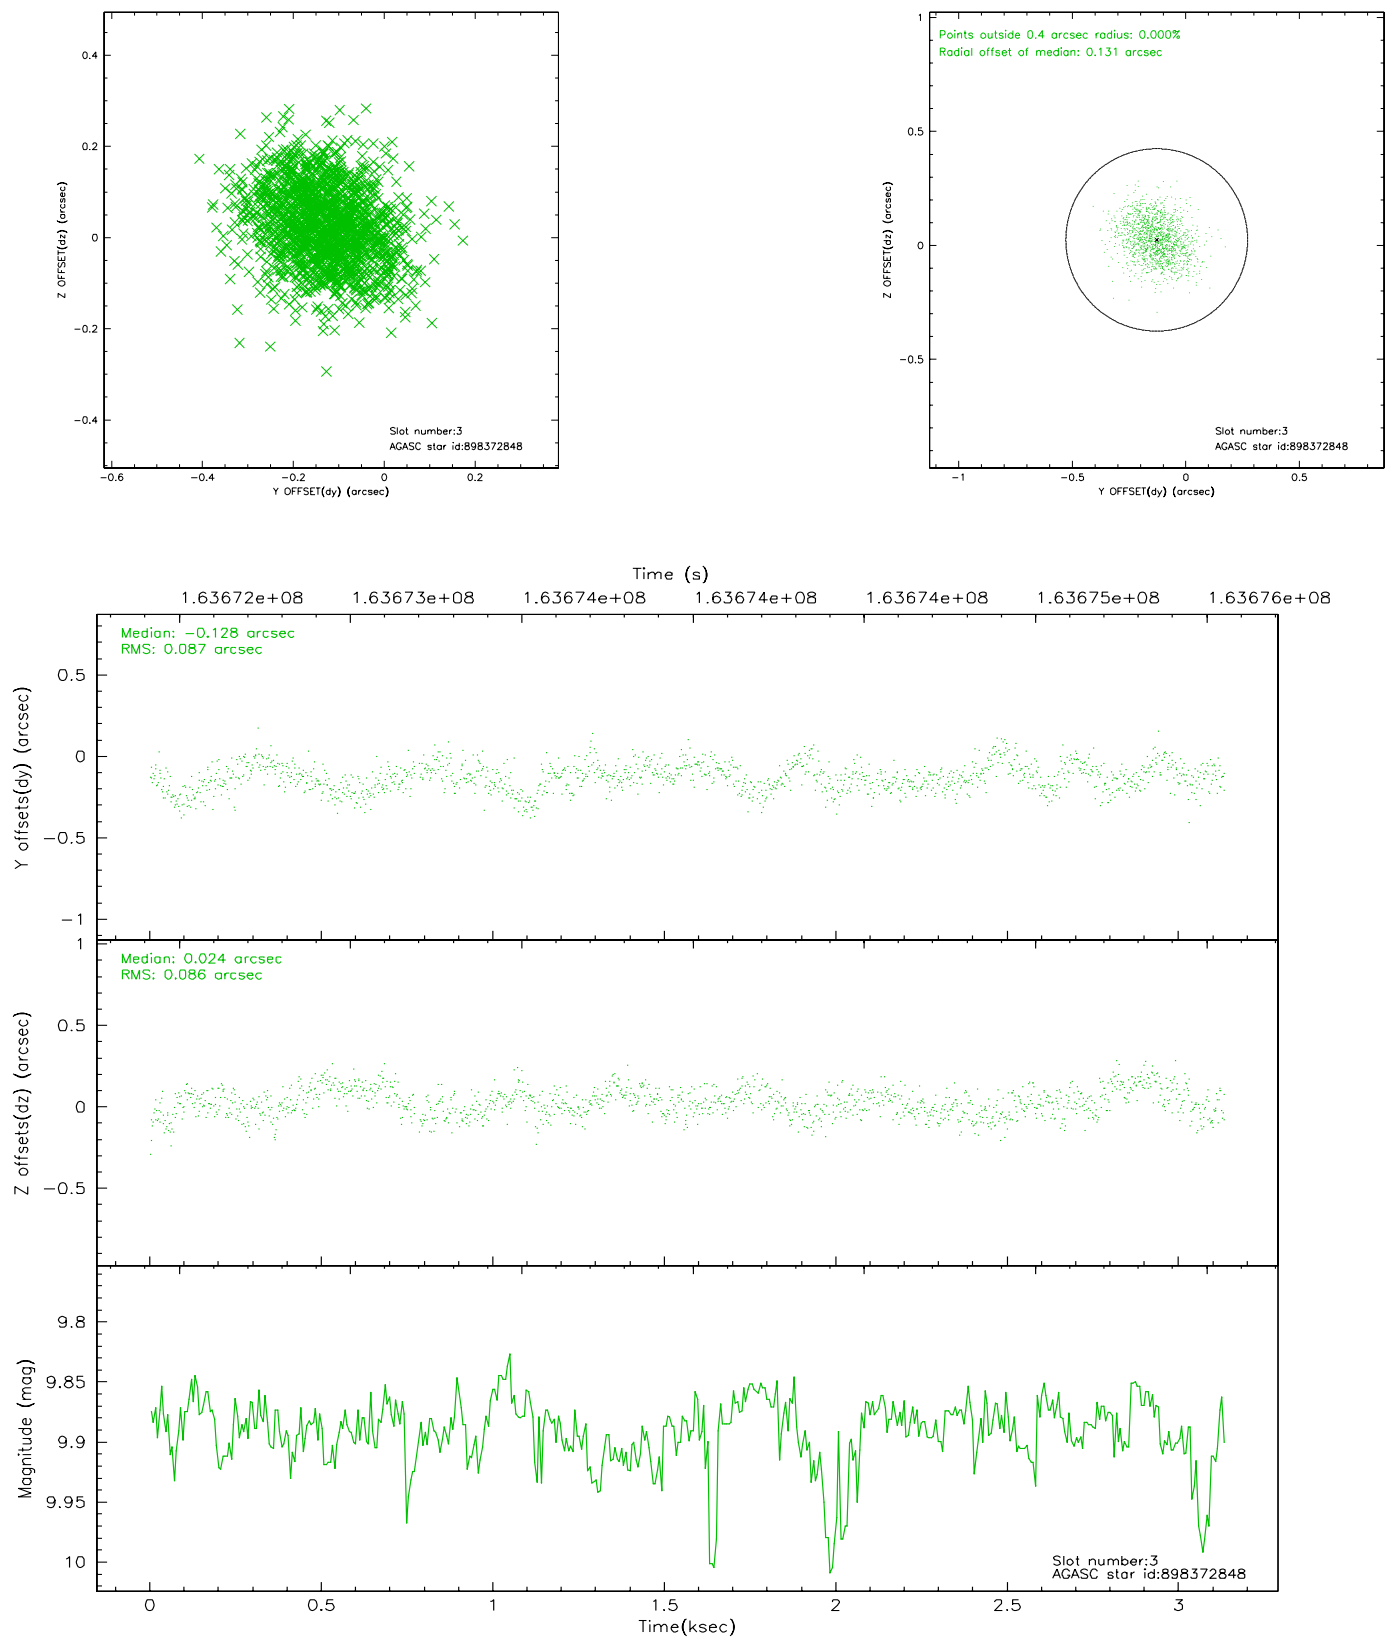 0.4
0.2
0
-0.2
-0.4
Z OFFSET(dz) (arcsec)
-0.6
-0.4
-0.2
0
0.2
Y OFFSET(dy) (arcsec)
Slot number:3
AGASC star id:898372848
Points outside 0.4 arcsec radius: 0.000%
Radial offset of median: 0.131 arcsec
1
0.5
0
-0.5
Z OFFSET(dz) (arcsec)
-1
-0.5
0
0.5
Y OFFSET(dy) (arcsec)
Slot number:3
AGASC star id:898372848
Time (s)
1.63672e+08 1.63673e+08 1.63674e+08 1.63674e+08 1.63674e+08 1.63675e+08 1.63676e+08
Median: -0.128 arcsec
RMS: 0.087 arcsec
0.5
0
-0.5
-1
Y offsets(dy) (arcsec)
Median: 0.024 arcsec
RMS: 0.086 arcsec
1
0.5
0
-0.5
Z offsets(dz) (arcsec)
9.8
9.85
9.9
9.95
10
Magnitude (mag)
Slot number:3
AGASC star id:898372848
0 0.5 1 1.5 2 2.5 3
Time(ksec)